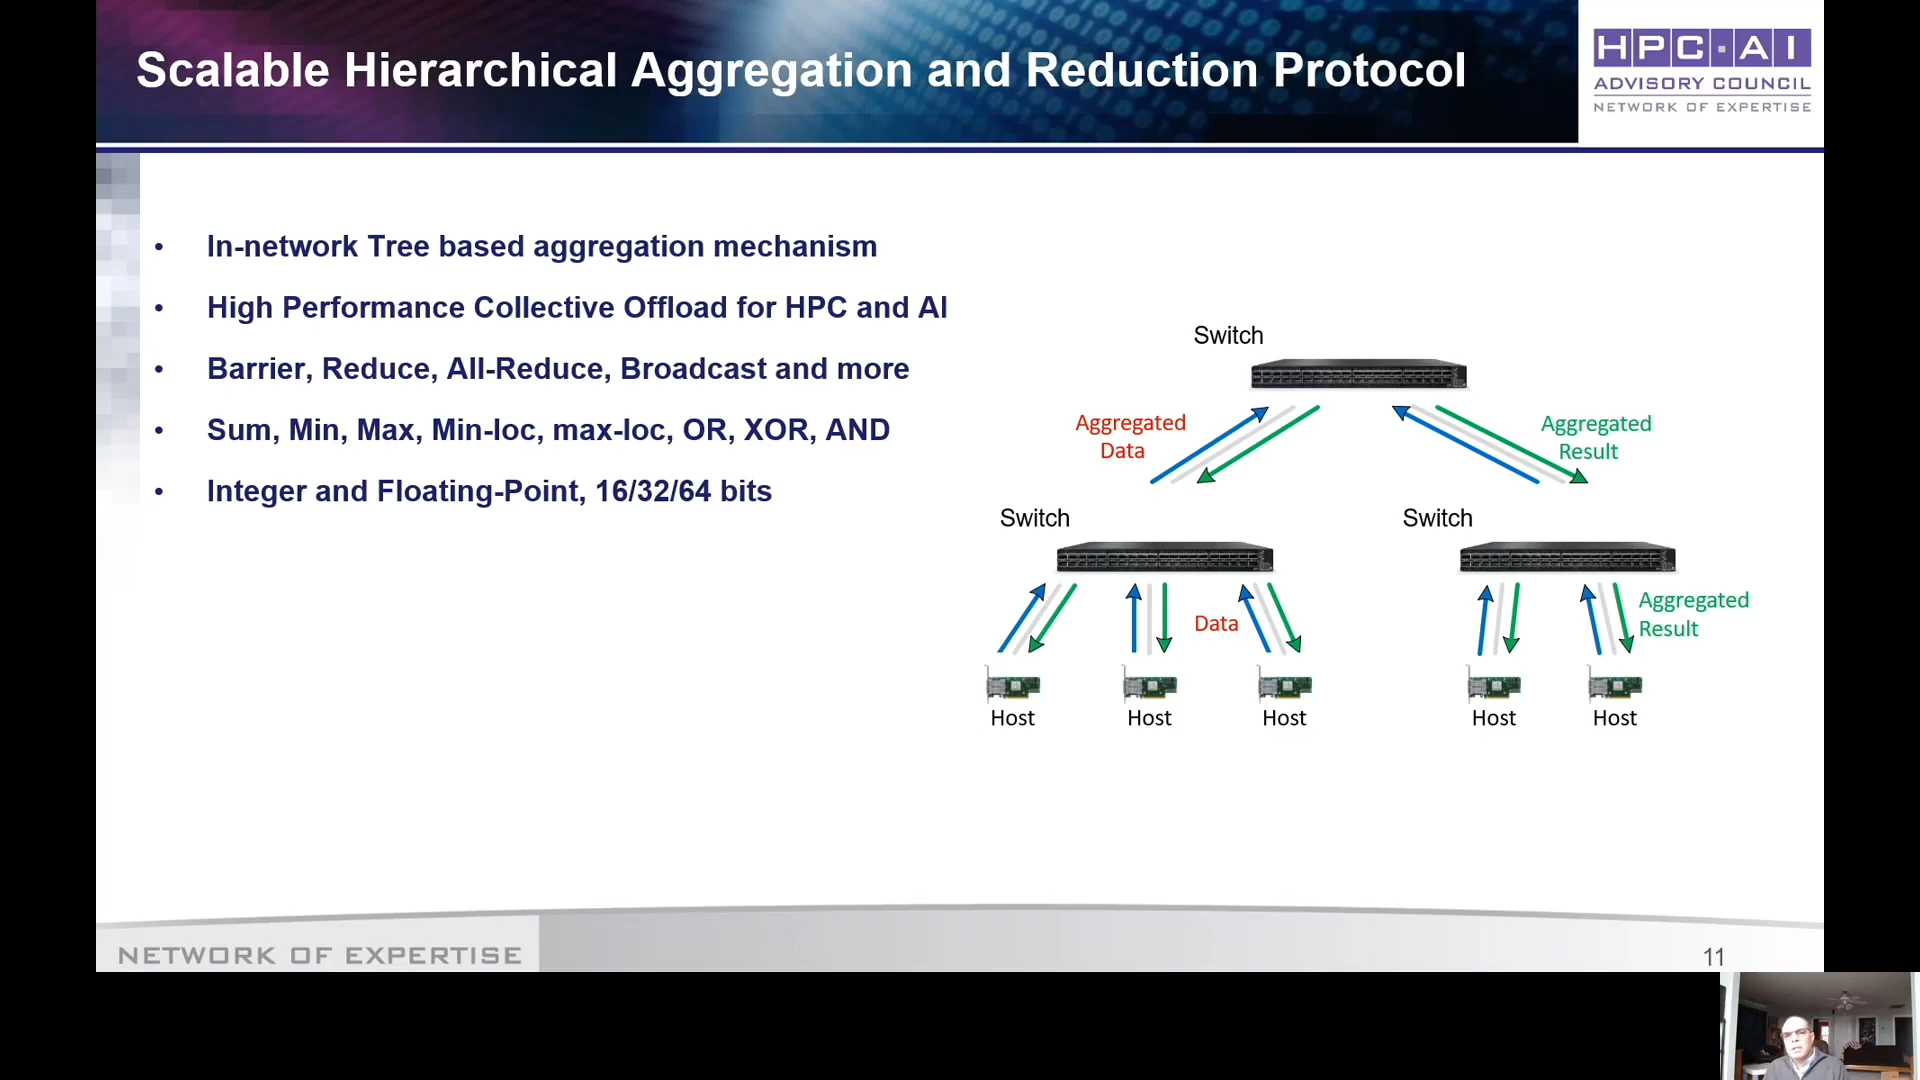 Scalable Hierarchical Aggregation and Reduction Protocol
HPC·AI
ADVISORY COUNCIL
NETWORK OF EXPERTISE
• In-network Tree based aggregation mechanism
• High Performance Collective Offload for HPC and AI
• Barrier, Reduce, All-Reduce, Broadcast and more
• Sum, Min, Max, Min-loc, max-loc, OR, XOR, AND
• Integer and Floating-Point, 16/32/64 bits
Switch
Aggregated
Data
Aggregated
Result
Switch
Switch
Data
Aggregated
Result
Host
Host
Host
Host
Host
NETWORK OF EXPERTISE
11